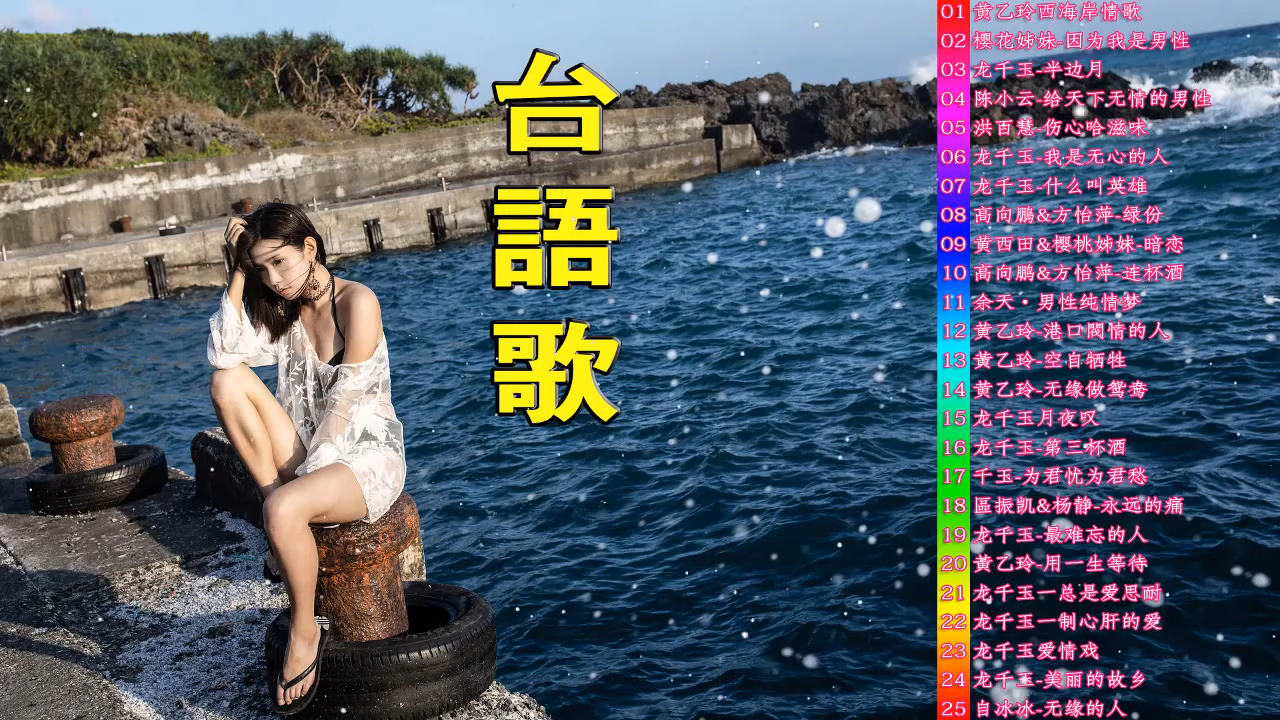 台語歌
01 黄乙玲西海岸情歌
02 樱花姊妹-因为我是男性
03 龙千玉-半边月
04 陈小云-给天下无情的男性
05 洪百慧-伤心哈滋味
06 龙千玉-我是无心的人
07 龙千玉-什么叫英雄
08 高向鹏&方怡萍-绿份
09 黄西田&樱桃姊妹-暗恋
10 高向鹏&方怡萍-连杯酒
11 余天·男性纯情梦
12 黄乙玲-港口閟情的人
13 黄乙玲-空自牺牲
14 黄乙玲-无缘做鸳鸯
15 龙千玉月夜叹
16 龙千玉-第三杯酒
17 千玉-为君忧为君愁
18 區振凯&杨静-永远的痛
19 龙千玉-最难忘的人
20 黄乙玲-用一生等待
21 龙千玉一总是爱思耐
22 龙千玉一制心肝的爱
23 龙千玉爱情戏
24 龙千玉-美丽的故乡
25 自冰冰-无缘的人